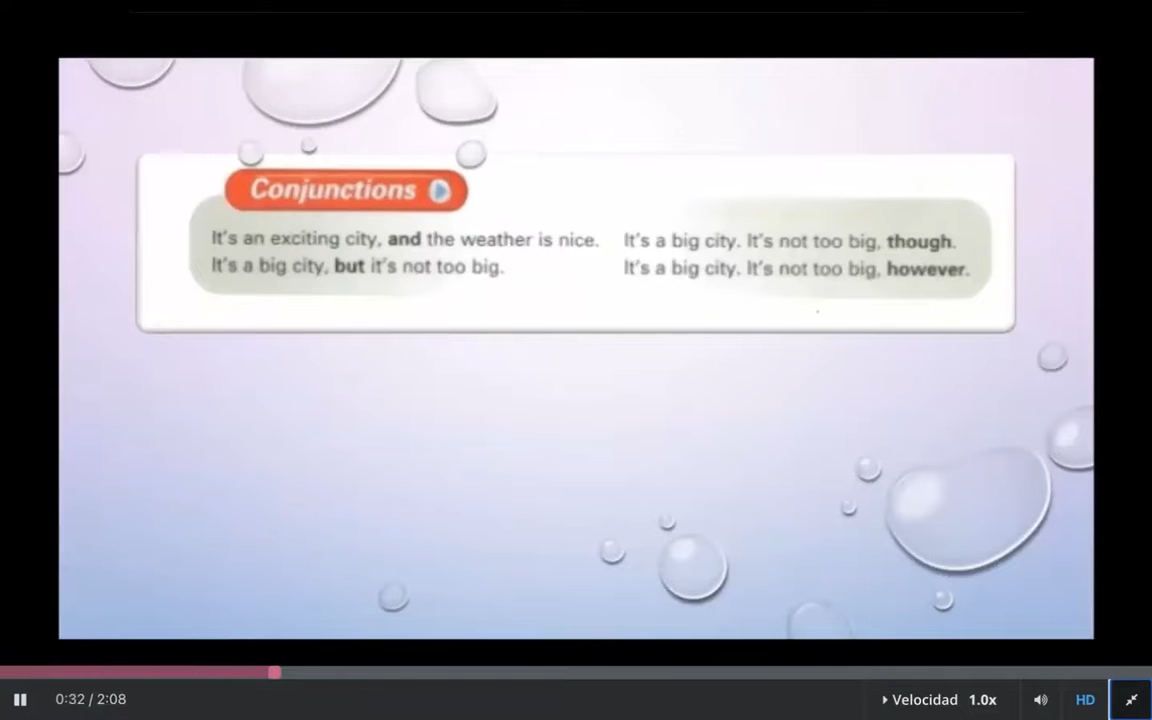 Conjunctions
It's an exciting city, and the weather is nice.
It's a big city, but it's not too big.
It's a big city. It's not too big, though.
It's a big city. It's not too big, however.
0:32 / 2:08
Velocidad 1.0x
HD